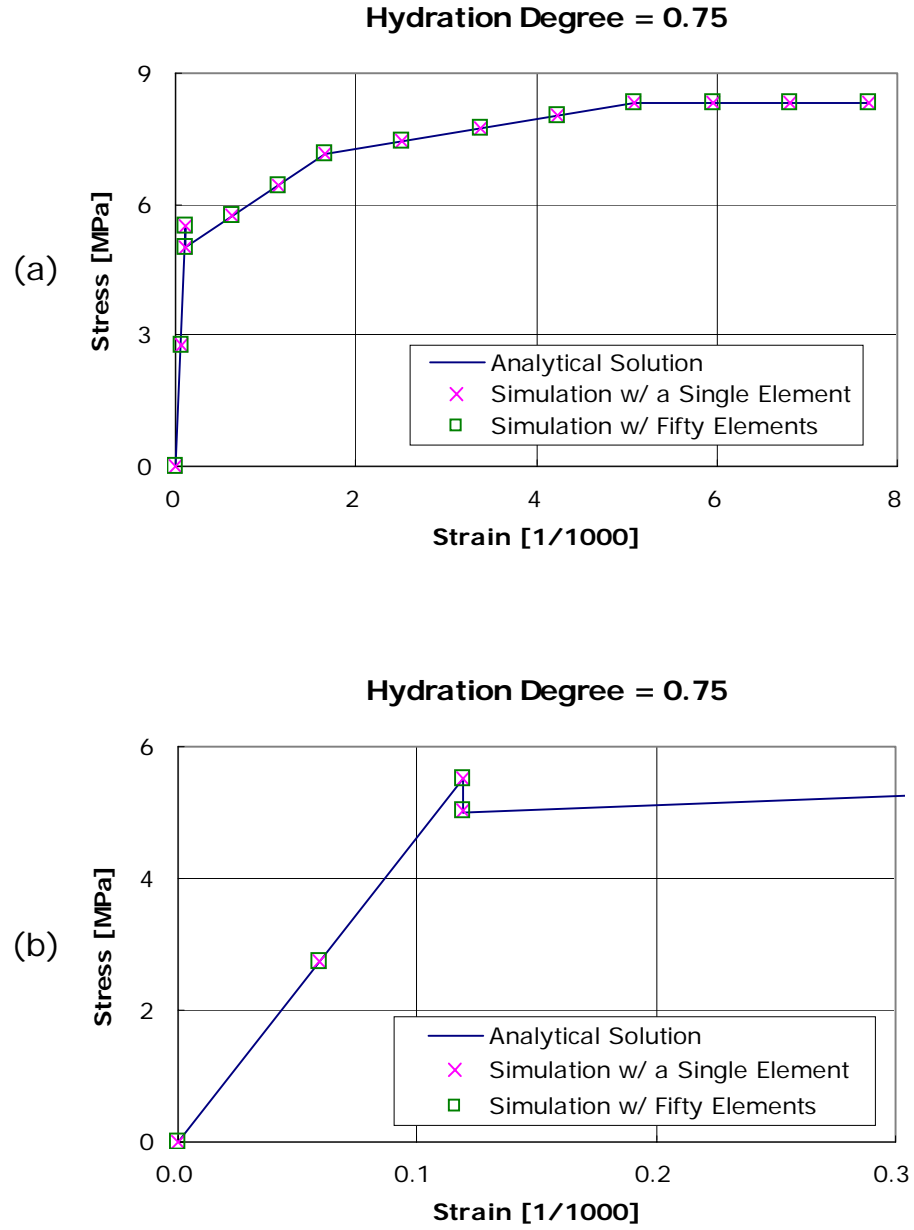 Hydration Degree = 0.75
9
6
3
0
Stress [MPa]
(a)
Analytical Solution
Simulation w/ a Single Element
Simulation w/ Fifty Elements
0 2 4 6 8
Strain [1/1000]
Hydration Degree = 0.75
6
4
2
0
Stress [MPa]
(b)
Analytical Solution
Simulation w/ a Single Element
Simulation w/ Fifty Elements
0.0 0.1 0.2 0.3
Strain [1/1000]